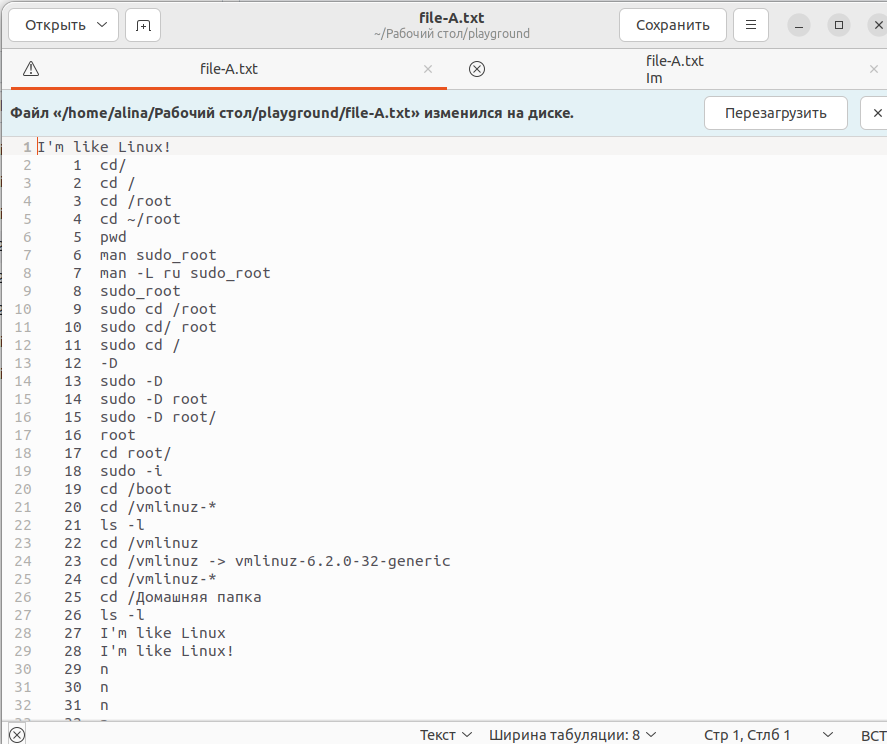 Открыть
file-A.txt
~/Рабочий стол/playground
Сохранить
file-A.txt
file-A.txt
Im
Файл «/home/alina/Рабочий стол/playground/file-A.txt» изменился на диске.
Перезагрузить
1 I'm like Linux!
2 1 cd/
3 2 cd /
4 3 cd /root
5 4 cd ~/root
6 5 pwd
7 6 man sudo_root
8 7 man -L ru sudo_root
9 8 sudo_root
10 9 sudo cd /root
11 10 sudo cd/ root
12 11 sudo cd /
13 12 -D
14 13 sudo -D
15 14 sudo -D root
16 15 sudo -D root/
17 16 root
18 17 cd root/
19 18 sudo -i
20 19 cd /boot
21 20 cd /vmlinuz-*
22 21 ls -l
23 22 cd /vmlinuz
24 23 cd /vmlinuz -> vmlinuz-6.2.0-32-generic
25 24 cd /vmlinuz-*
26 25 cd /Домашняя папка
27 26 ls -l
28 27 I'm like Linux
29 28 I'm like Linux!
30 29 n
31 30 n
32 31 n
Текст Ширина табуляции: 8 Стр 1, Стлб 1 ВСТ